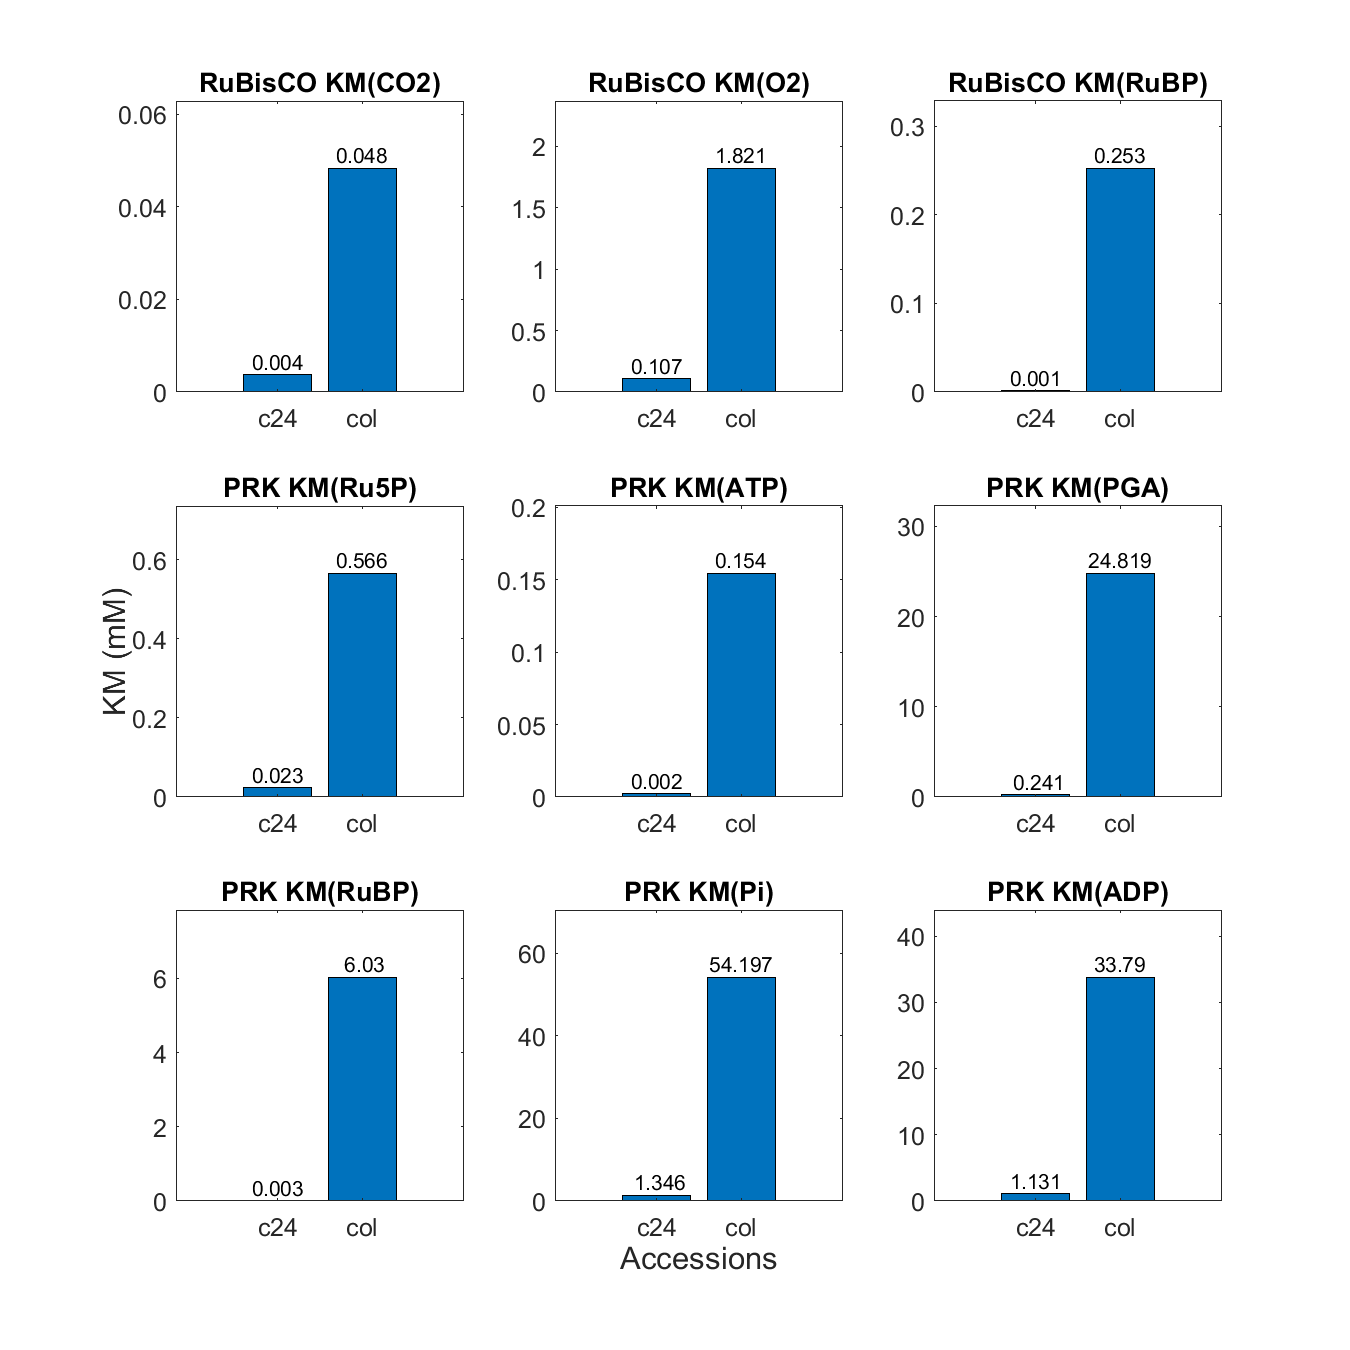 RuBisCO KM(CO2)
0.06
0.04
0.02
0
0.004
0.048
c24
col
RuBisCO KM(O2)
2
1.5
1
0.5
0
0.107
1.821
c24
col
RuBisCO KM(RuBP)
0.3
0.2
0.1
0
0.001
0.253
c24
col
KM (mM)
PRK KM(Ru5P)
0.6
0.4
0.2
0
0.023
0.566
c24
col
PRK KM(ATP)
0.2
0.15
0.1
0.05
0
0.002
0.154
c24
col
PRK KM(PGA)
30
20
10
0
0.241
24.819
c24
col
PRK KM(RuBP)
6
4
2
0
0.003
6.03
c24
col
PRK KM(Pi)
60
40
20
0
1.346
54.197
c24
col
PRK KM(ADP)
40
30
20
10
0
1.131
33.79
c24
col
Accessions